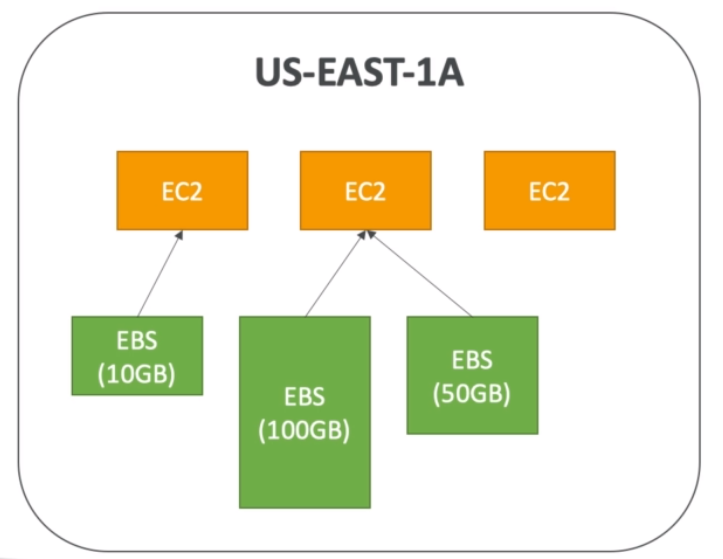 US-EAST-1A
EC2
EC2
EC2
EBS
(10GB)
EBS
(100GB)
EBS
(50GB)